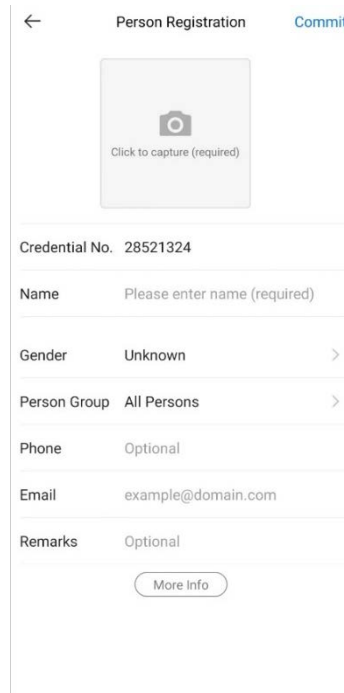 Person Registration Commit
Click to capture (required)
Credential No. 28521324
Name Please enter name (required)
Gender Unknown
Person Group All Persons
Phone Optional
Email example@domain.com
Remarks Optional
More Info